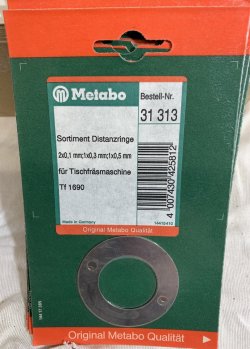 Metabo
Bestell-Nr.
31 313
Sortiment Distanzringe
2x0,1 mm;1x0,3 mm;1x0,5 mm
für Tischfräsmaschine
Tf 1690
Made in Germany
4 007430 425812
Original Metabo Qualität
Original Metabo Qualität